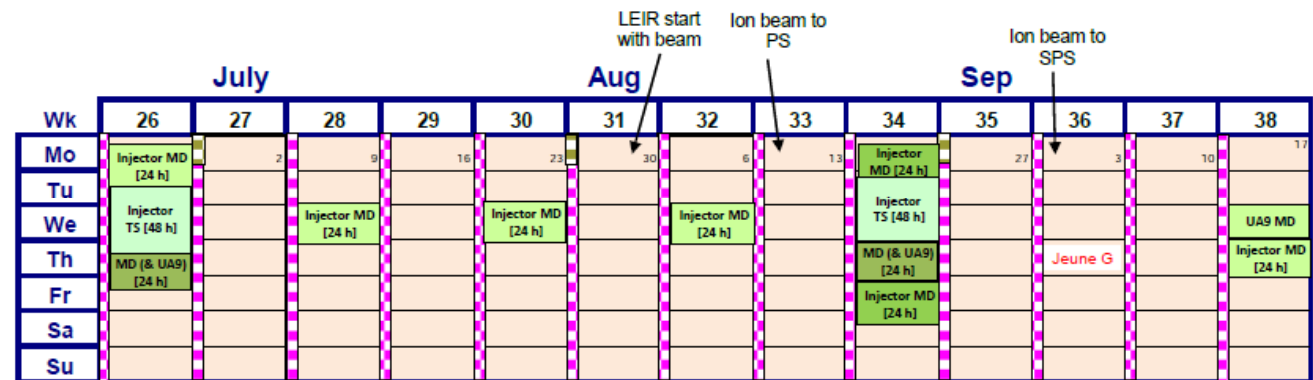 LEIR start
with beam
Ion beam to
PS
Ion beam to
SPS
July
Aug
Sep
Wk 26 27 28 29 30 31 32 33 34 35 36 37 38
Mo 2 9 16 23 30 6 13 27 3 10 17
Injector MD
[24 h]
Injector
MD [24 h]
Tu
Injector
TS [48 h]
Injector
TS [48 h]
We
Injector MD
[24 h]
Injector MD
[24 h]
Injector MD
[24 h]
UA9 MD
Th
MD (& UA9)
[24 h]
MD (& UA9)
[24 h]
Jeune G
Injector MD
[24 h]
Fr
Injector MD
[24 h]
Sa
Su